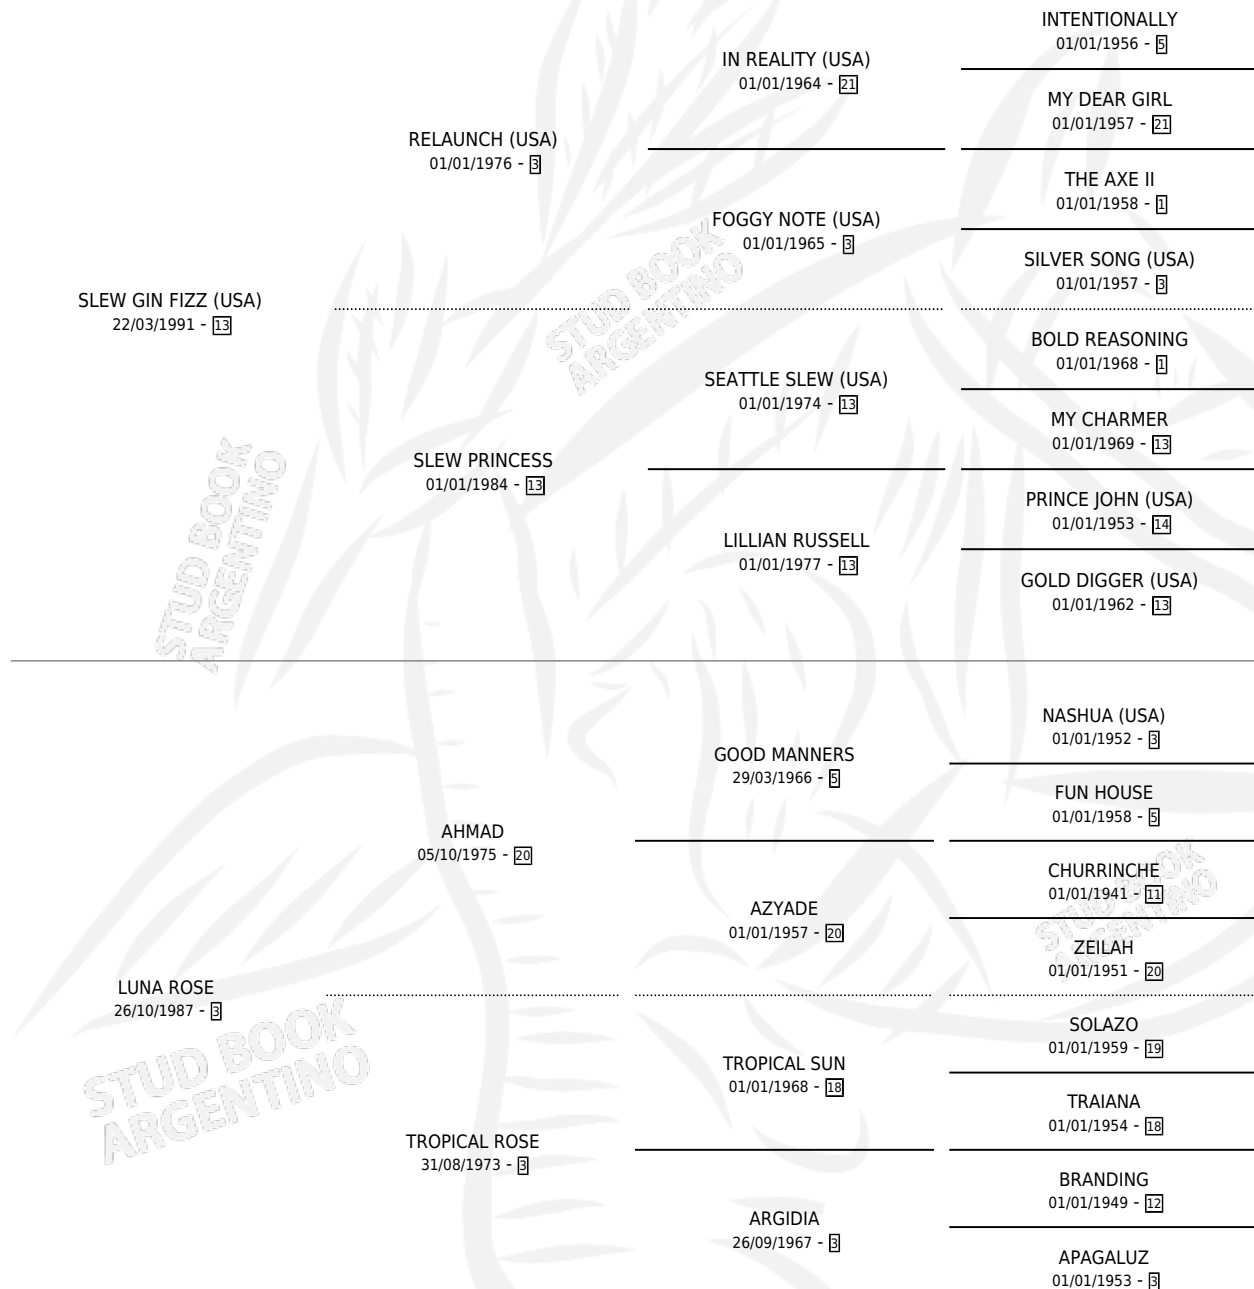 INTENTIONALLY
01/01/1956 - 5
IN REALITY (USA)
01/01/1964 - 21
MY DEAR GIRL
01/01/1957 - 21
RELAUNCH (USA)
01/01/1976 - 3
THE AXE II
01/01/1958 - 1
FOGGY NOTE (USA)
01/01/1965 - 3
SILVER SONG (USA)
01/01/1957 - 3
SLEW GIN FIZZ (USA)
22/03/1991 - 13
STUD BOOK
ARGENTINO
BOLD REASONING
01/01/1968 - 1
SEATTLE SLEW (USA)
01/01/1974 - 13
MY CHARMER
01/01/1969 - 13
SLEW PRINCESS
01/01/1984 - 13
PRINCE JOHN (USA)
01/01/1953 - 14
LILLIAN RUSSELL
01/01/1977 - 13
GOLD DIGGER (USA)
01/01/1962 - 13
STUD BOOK
ARGENTINO
NASHUA (USA)
01/01/1952 - 3
GOOD MANNERS
29/03/1966 - 5
FUN HOUSE
01/01/1958 - 5
AHMAD
05/10/1975 - 20
CHURRINCHE
01/01/1941 - 11
AZYADE
01/01/1957 - 20
STUD BOOK
ARGENTINO
ZEILAH
01/01/1951 - 20
LUNA ROSE
26/10/1987 - 3
SOLAZO
01/01/1959 - 19
TROPICAL SUN
01/01/1968 - 18
STUD BOOK
ARGENTINO
TRAIANA
01/01/1954 - 18
TROPICAL ROSE
31/08/1973 - 3
BRANDING
01/01/1949 - 12
ARGIDIA
26/09/1967 - 3
APAGALUZ
01/01/1953 - 3